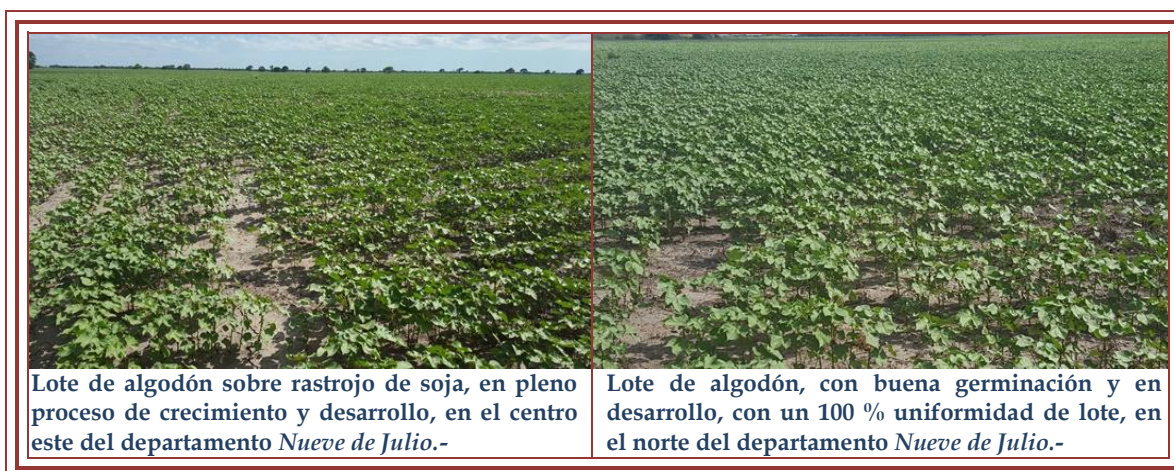 Lote de algodón sobre rastrojo de soja, en pleno
proceso de crecimiento y desarrollo, en el centro
este del departamento Nueve de Julio.-
Lote de algodón, con buena germinación y en
desarrollo, con un 100 % uniformidad de lote, en
el norte del departamento Nueve de Julio.-